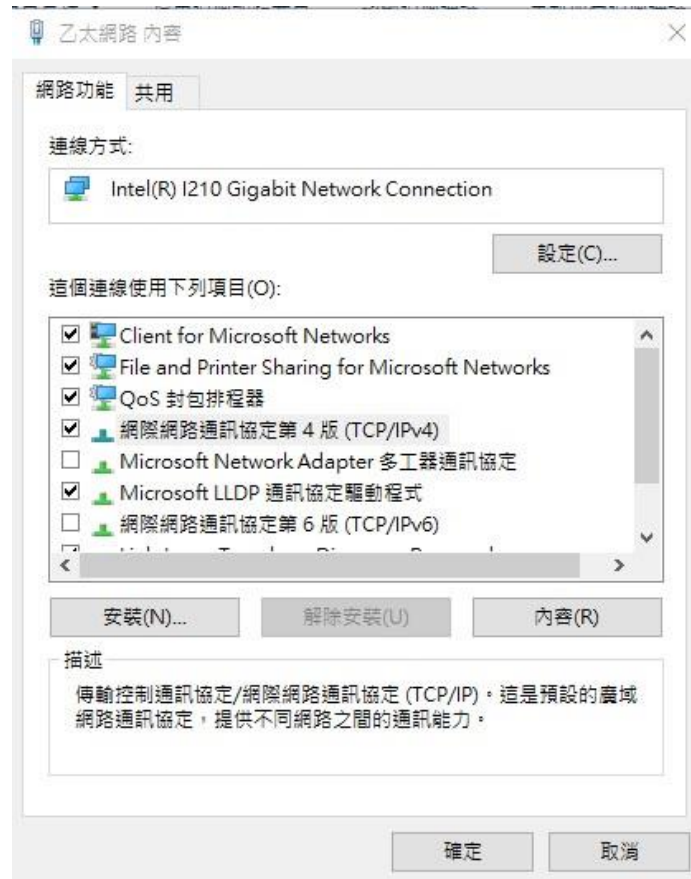 乙太網路 內容
網路功能 共用
連線方式:
Intel(R) I210 Gigabit Network Connection
設定(C)...
這個連線使用下列項目(O):
Client for Microsoft Networks
File and Printer Sharing for Microsoft Networks
QoS 封包排程器
網際網路通訊協定第 4 版 (TCP/IPv4)
Microsoft Network Adapter 多工器通訊協定
Microsoft LLDP 通訊協定驅動程式
網際網路通訊協定第 6 版 (TCP/IPv6)
安裝(N)... 解除安裝(U) 內容(R)
描述
傳輸控制通訊協定/網際網路通訊協定 (TCP/IP)。這是預設的廣域
網路通訊協定，提供不同網路之間的通訊能力。
確定 取消